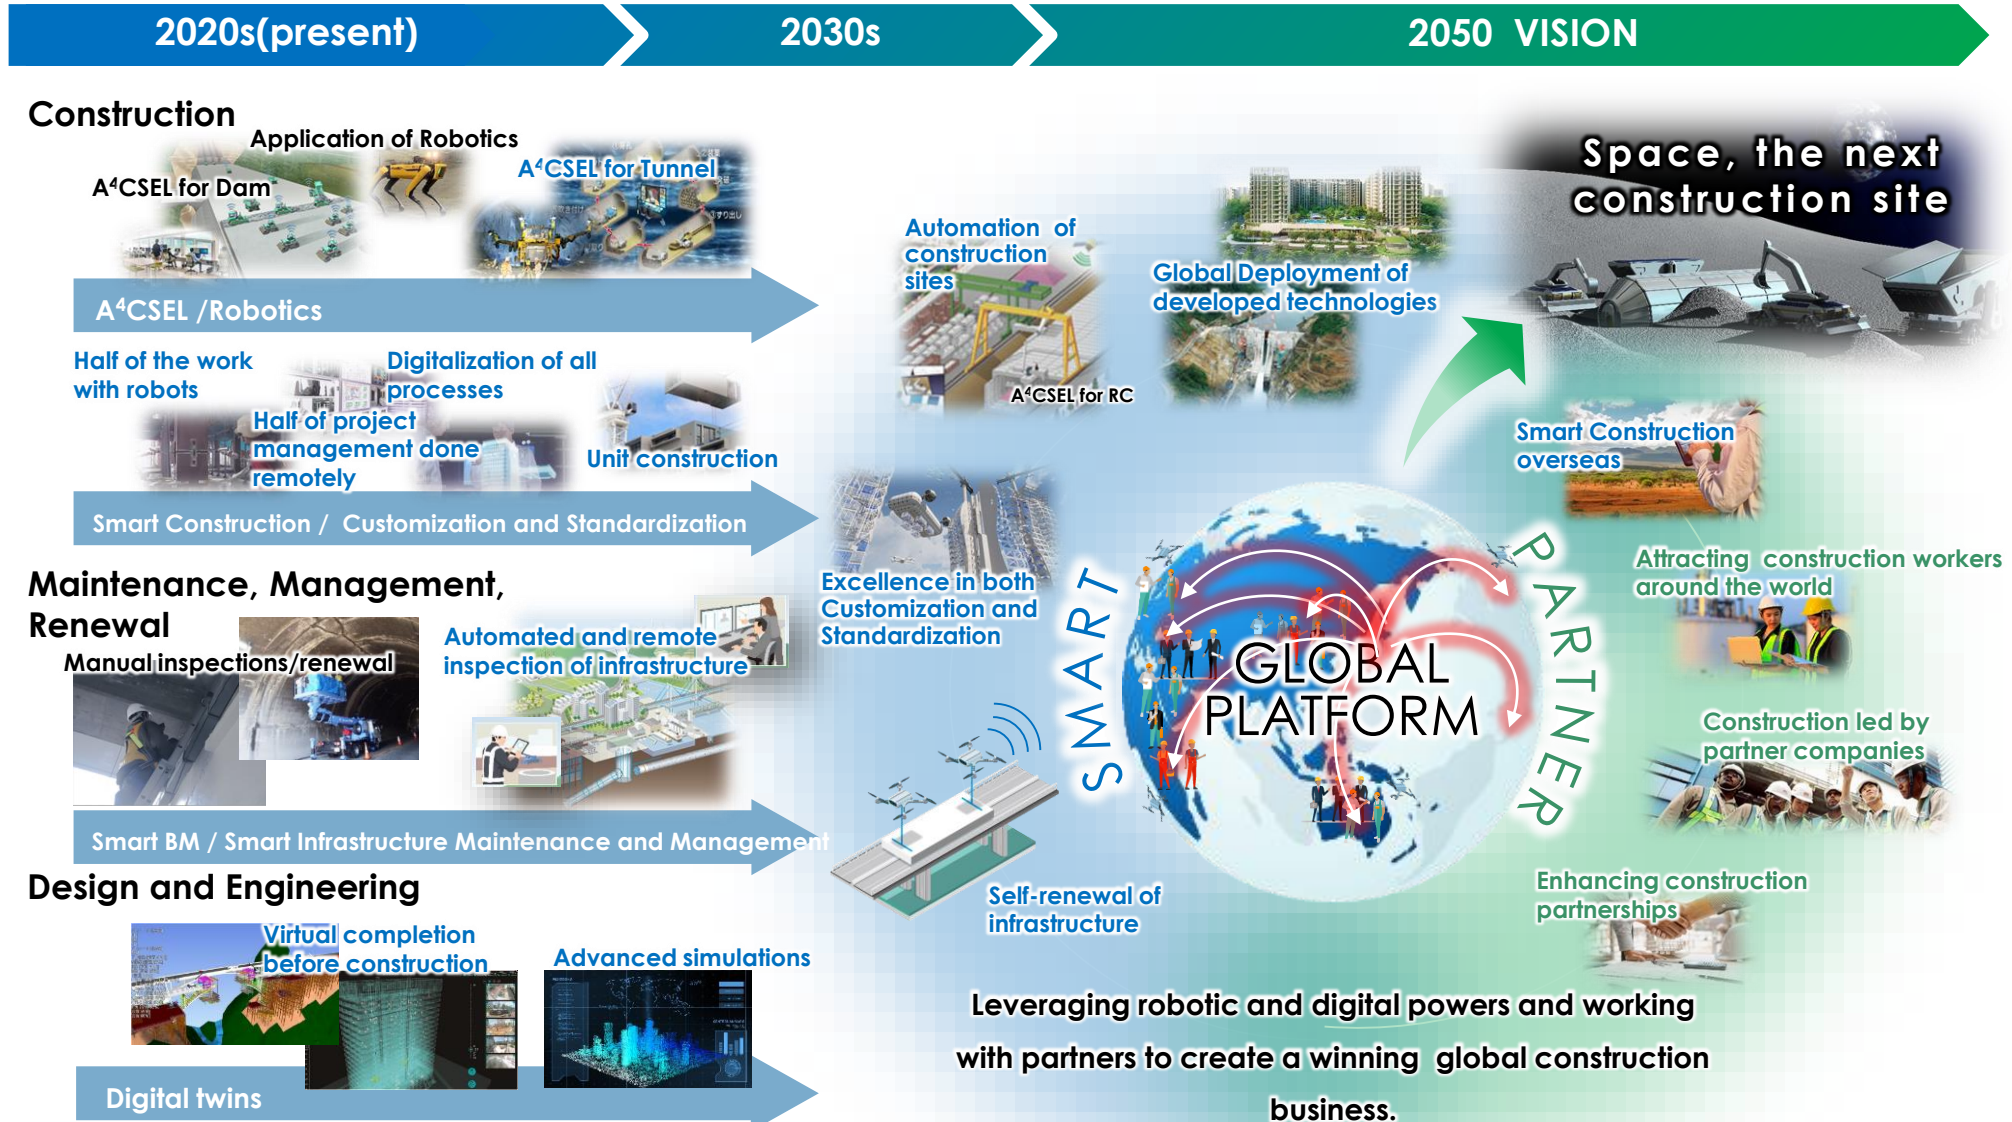 2020s(present)
2030s
2050 VISION
Construction
Application of Robotics
A⁴CSEL for Dam
A⁴CSEL for Tunnel
すり出し
A⁴CSEL /Robotics
Half of the work
with robots
Digitalization of all
processes
Half of project
management done
remotely
Unit construction
Smart Construction / Customization and Standardization
Maintenance, Management,
Renewal
Manual inspections/renewal
Automated and remote
inspection of infrastructure
Smart BM / Smart Infrastructure Maintenance and Management
Design and Engineering
Virtual completion
before construction
Advanced simulations
Digital twins
Automation of
construction
sites
A⁴CSEL for RC
Global Deployment of
developed technologies
Space, the next
construction site
Excellence in both
Customization and
Standardization
Self-renewal of
infrastructure
SMART
GLOBAL
PLATFORM
PARTNER
Smart Construction
overseas
Attracting construction workers
around the world
Construction led by
partner companies
Enhancing construction
partnerships
Leveraging robotic and digital powers and working
with partners to create a winning global construction
business.